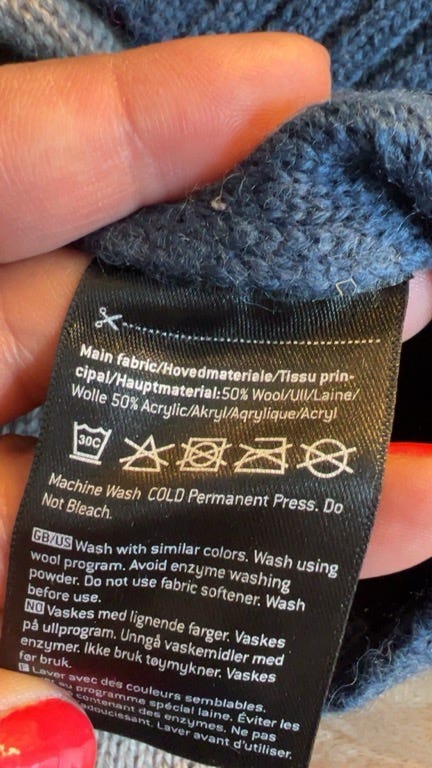 Main fabric/Hovedmateriale/Tissu prin-
cipal/Hauptmaterial:50% Wool/Ull/Laine/
Wolle 50% Acrylic/Akryl/Aqrylique/Acryl
30C
Machine Wash COLD Permanent Press. Do
Not Bleach.
GB/US Wash with similar colors. Wash using
wool program. Avoid enzyme washing
powder. Do not use fabric softener. Wash
before use.
NO Vaskes med lignende farger. Vaskes
på ullprogram. Unngå vaskemidler med
enzymer. Ikke bruk tøymykner. Vaskes
før bruk.
F Laver avec des couleurs semblables.
au programme spécial laine. Éviter les
contenant des enzymes. Ne pas
adoucissant. Laver avant d'utiliser.